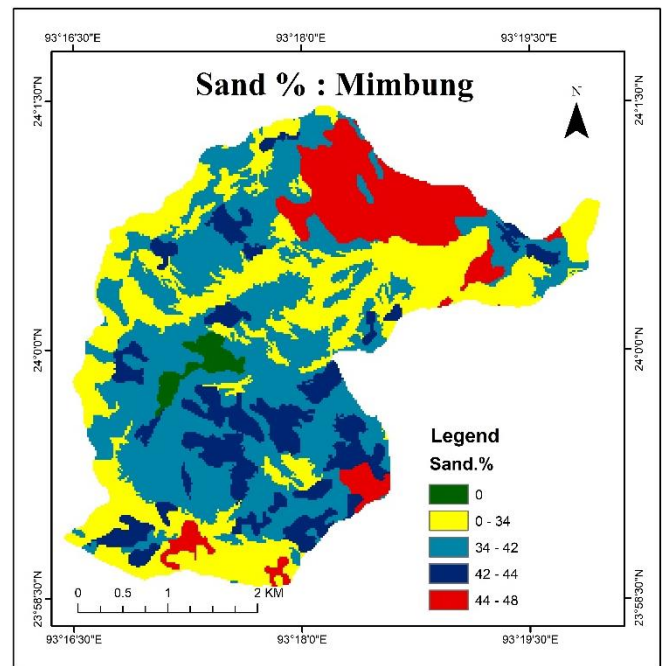 93°16'30"E 93°18'0"E 93°19'30"E
Sand % : Mimbung
N
24°1'30"N 24°1'30"N
24°0'0"N 24°0'0"N
Legend
Sand.%
0
0 - 34
34 - 42
42 - 44
44 - 48
23°58'30"N 23°58'30"N
0 0.5 1 2 KM
93°16'30"E 93°18'0"E 93°19'30"E